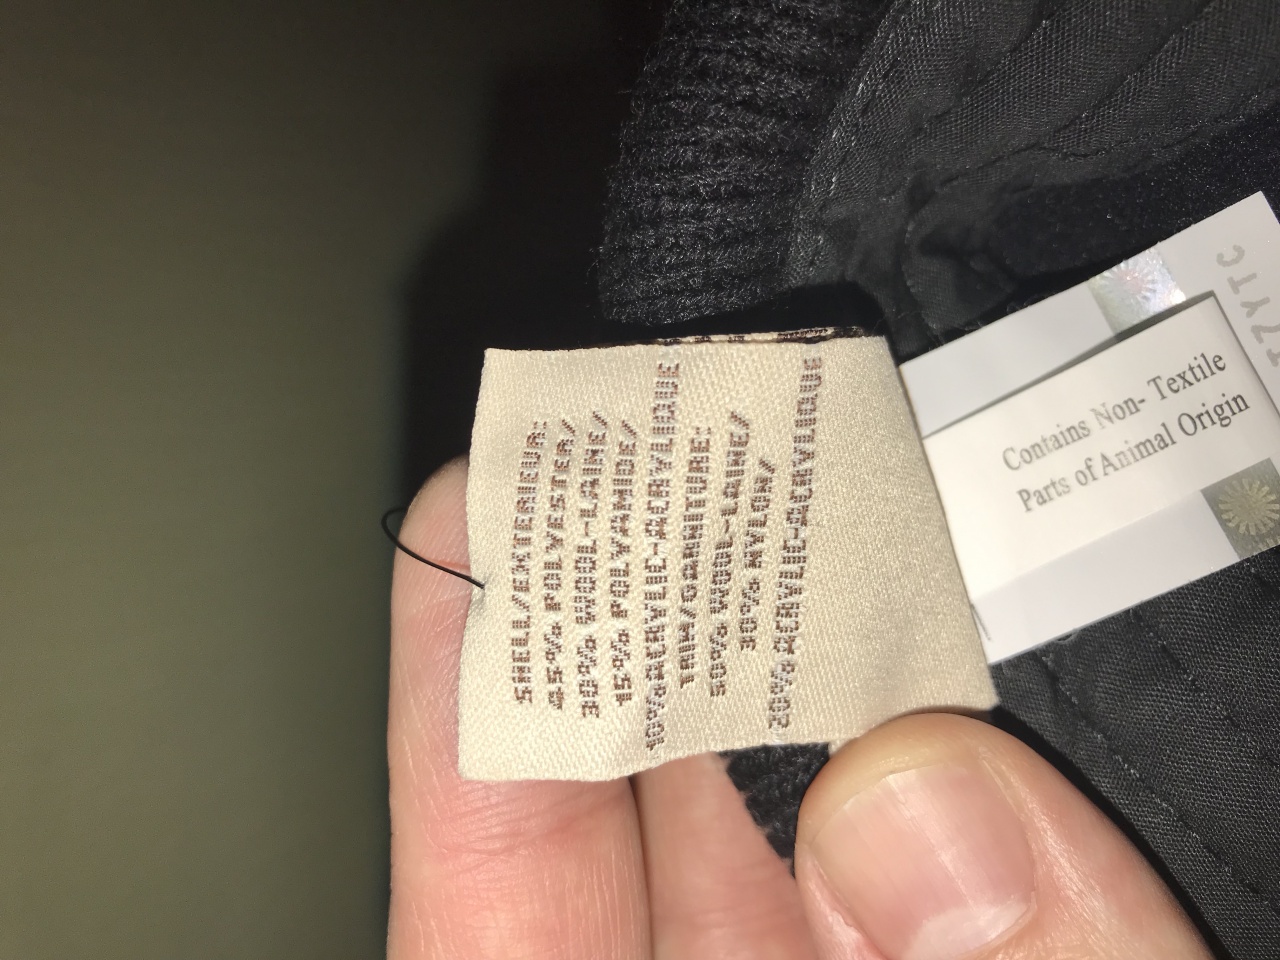 SHELL/EXTERIEUR:
45% POLYESTER/
30% WOOL-LAINE/
15% POLYAMIDE/
10% ACRYLIC-ACRYLIQUE
TRIM/GARNITURE:
50% WOOL-LAINE/
30% NYLON/
20% ACRYLIC-ACRYLIQUE
Contains Non- Textile
Parts of Animal Origin